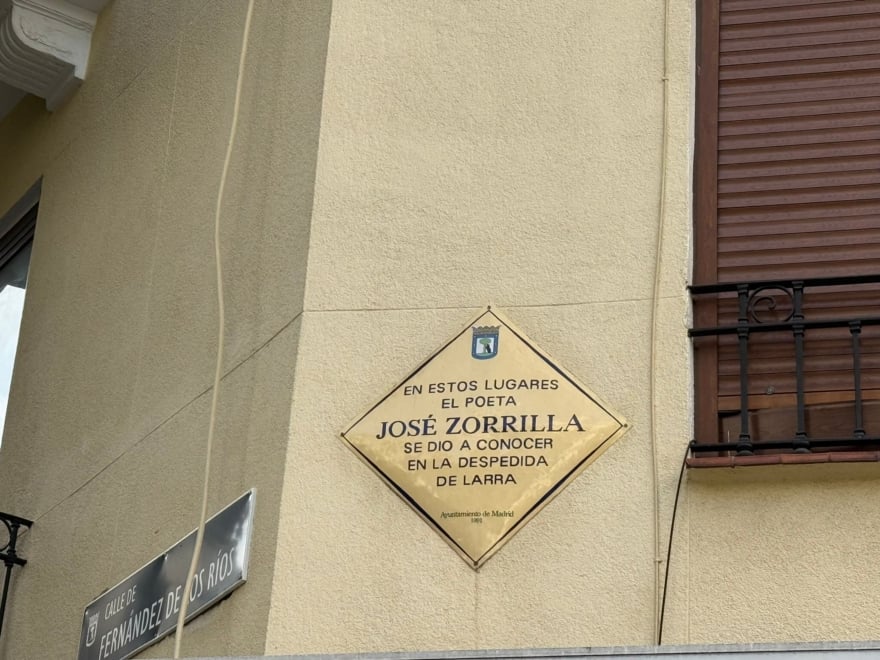 EN ESTOS LUGARES
EL POETA
JOSÉ ZORRILLA
SE DIO A CONOCER
EN LA DESPEDIDA
DE LARRA
Ayuntamiento de Madrid
1991
CALLE DE
FERNÁNDEZ DE LOS RÍOS